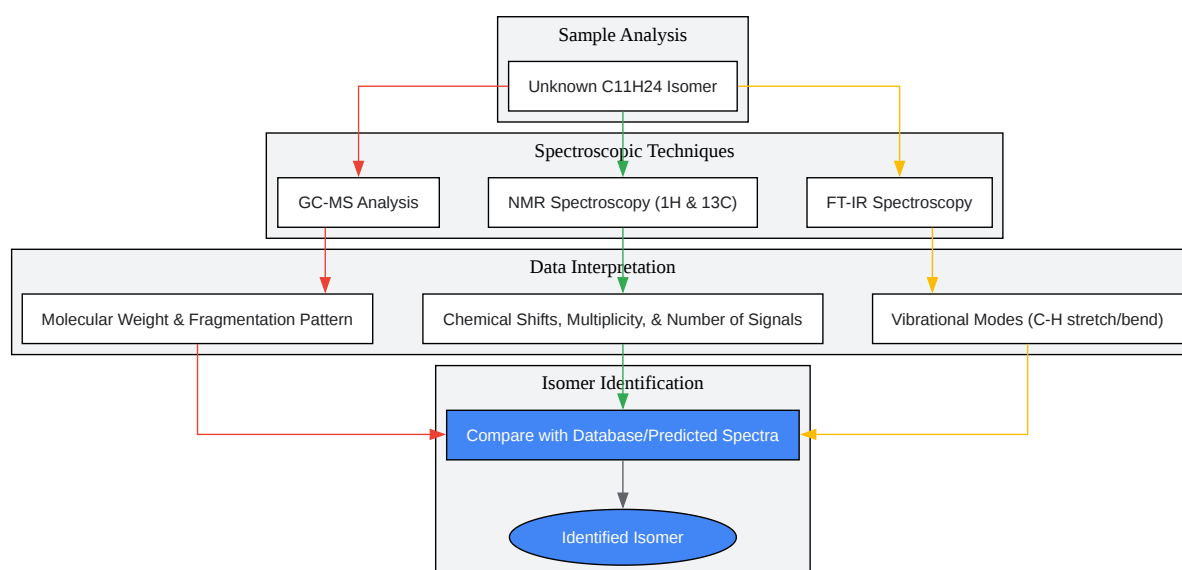 Sample Analysis
Unknown C11H24 Isomer
Spectroscopic Techniques
GC-MS Analysis
NMR Spectroscopy (1H & 13C)
FT-IR Spectroscopy
Data Interpretation
Molecular Weight & Fragmentation Pattern
Chemical Shifts, Multiplicity, & Number of Signals
Vibrational Modes (C-H stretch/bend)
Isomer Identification
Compare with Database/Predicted Spectra
Identified Isomer